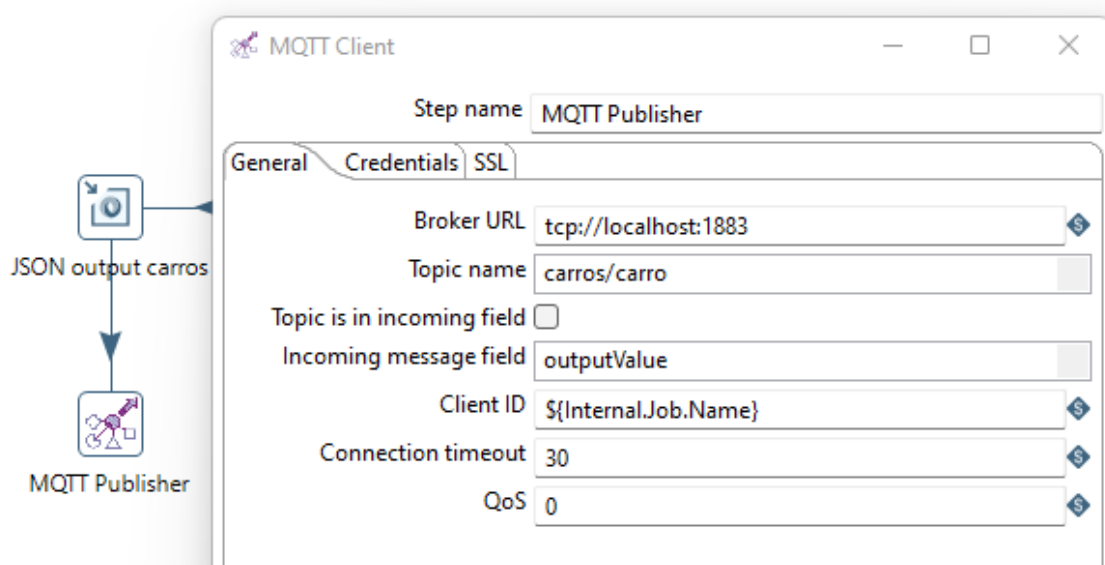 MQTT Client
Step name MQTT Publisher
General Credentials SSL
Broker URL tcp://localhost:1883
Topic name carros/carro
Topic is in incoming field
Incoming message field outputValue
Client ID ${Internal.Job.Name}
Connection timeout 30
QoS 0
JSON output carros
MQTT Publisher